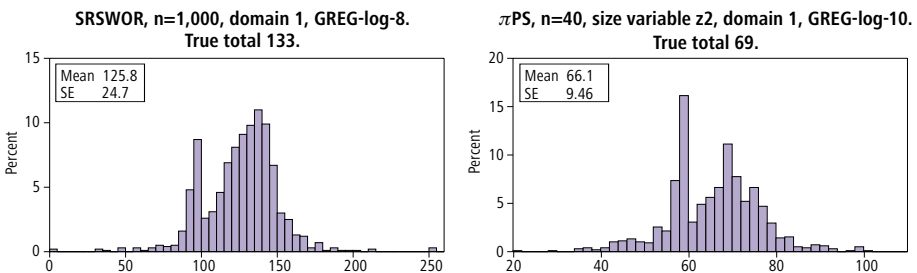 SRSWOR, n=1,000, domain 1, GREG-log-8.
True total 133.
15
10
5
0
Percent
Mean 125.8
SE 24.7
0 50 100 150 200 250
πPS, n=40, size variable z2, domain 1, GREG-log-10.
True total 69.
20
15
10
5
0
Percent
Mean 66.1
SE 9.46
20 40 60 80 100